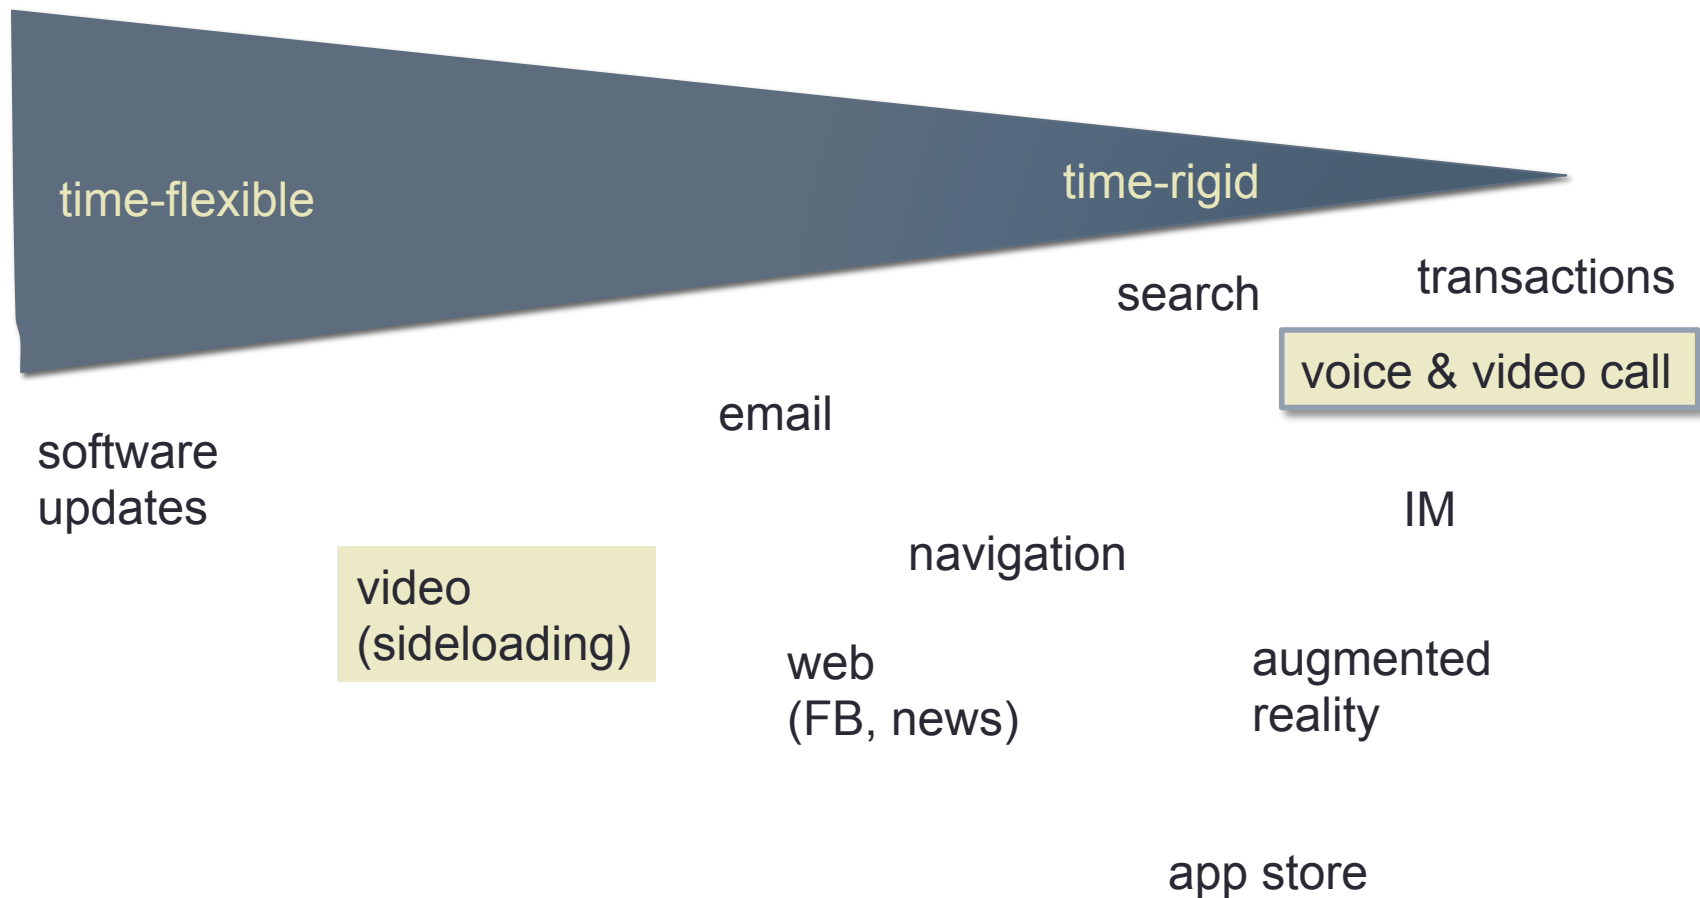 time-flexible
time-rigid
search
transactions
voice & video call
email
software
updates
IM
navigation
video
(sideloading)
web
(FB, news)
augmented
reality
app store